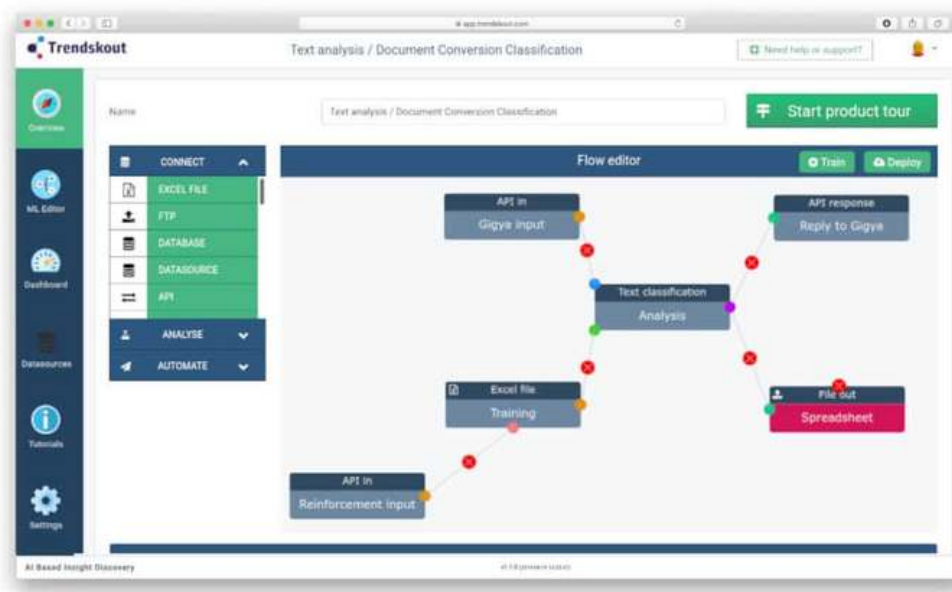 app.trendskout.com
Trendskout
Text analysis / Document Conversion Classification
Need help or support?
Overview
Name
Text analysis / Document Conversion Classification
Start product tour
CONNECT
EXCEL FILE
FTP
DATABASE
DATASOURCE
API
ANALYSE
AUTOMATE
Flow editor
Train
Deploy
API in
Gigya input
API response
Reply to Gigya
Text classification
Analysis
Excel file
Training
File out
Spreadsheet
API in
Reinforcement input
ML Editor
Dashboard
Datasources
Tutorials
Settings
AI Based Insight Discovery